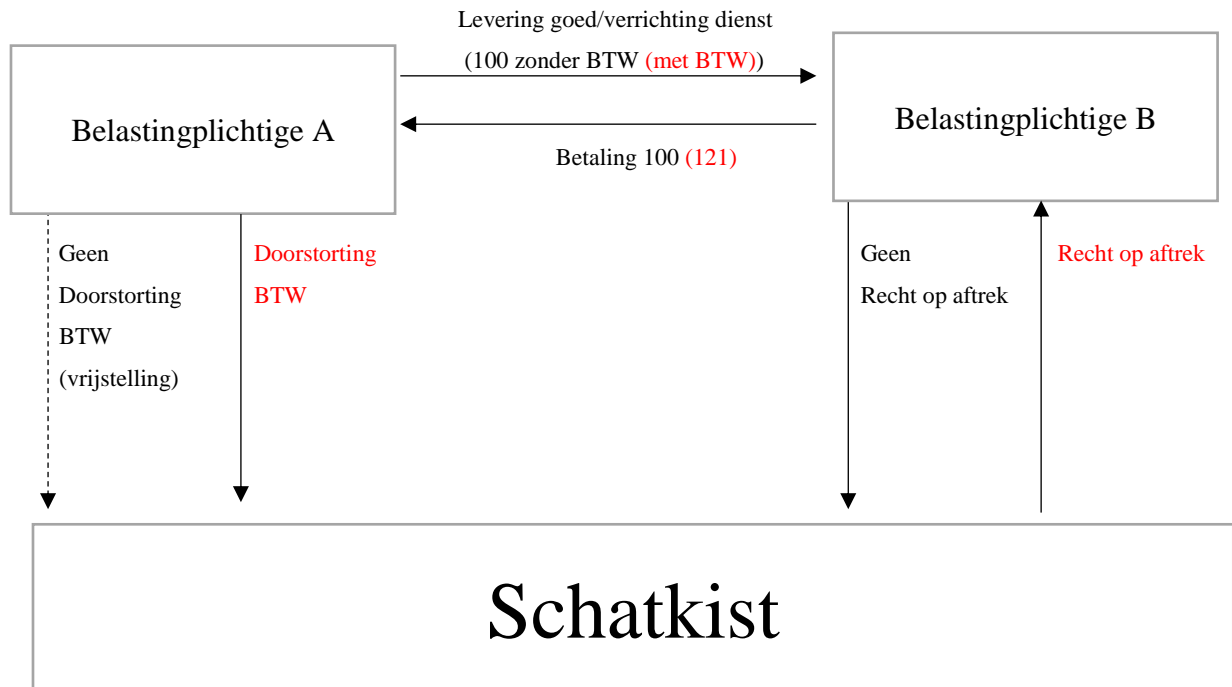 Levering goed/verrichting dienst
(100 zonder BTW (met BTW))
Belastingplichtige A
Belastingplichtige B
Betaling 100 (121)
Geen
Doorstorting
BTW
(vrijstelling)
Doorstorting
BTW
Geen
Recht op aftrek
Recht op aftrek
Schatkist